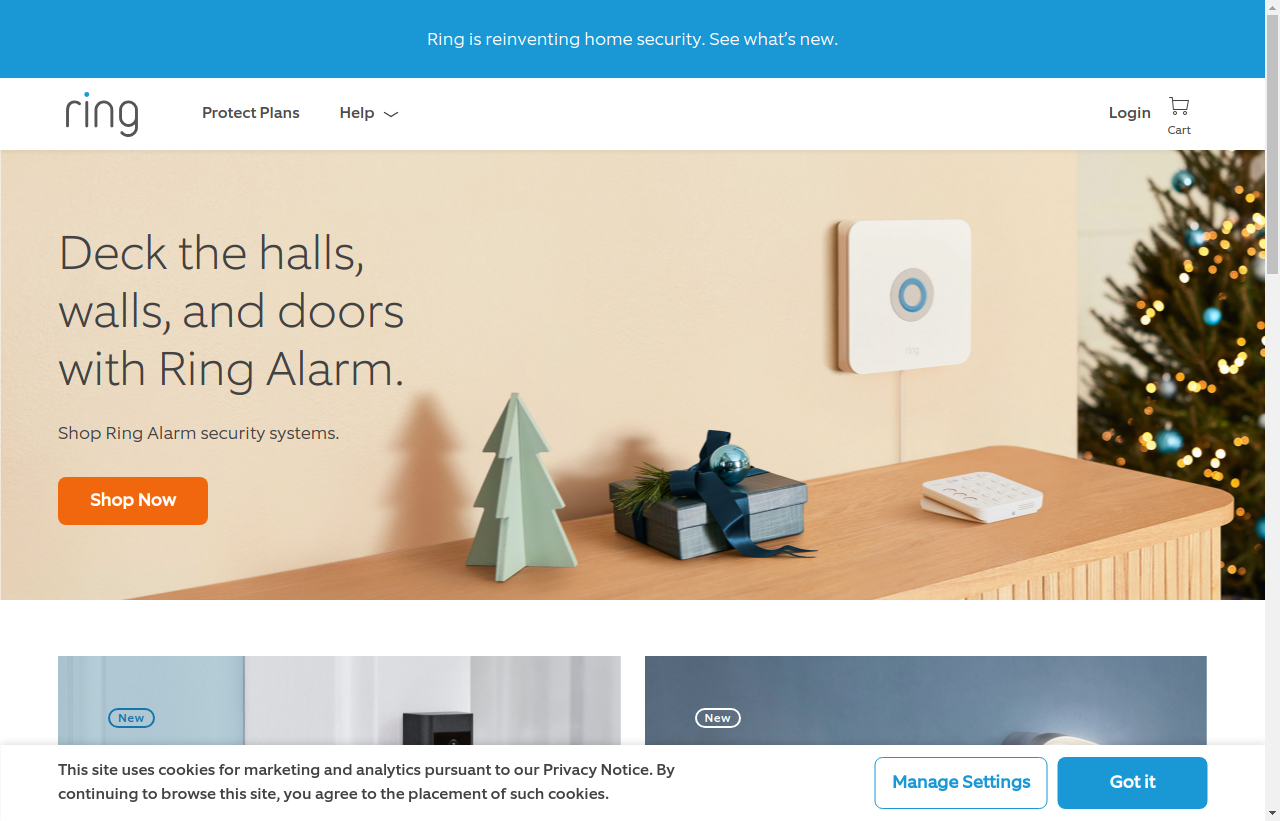 Ring is reinventing home security. See what's new.
ring
Protect Plans
Help
Login
Cart
Deck the halls,
walls, and doors
with Ring Alarm.
Shop Ring Alarm security systems.
Shop Now
ring
New
New
This site uses cookies for marketing and analytics pursuant to our Privacy Notice. By
continuing to browse this site, you agree to the placement of such cookies.
Manage Settings
Got it